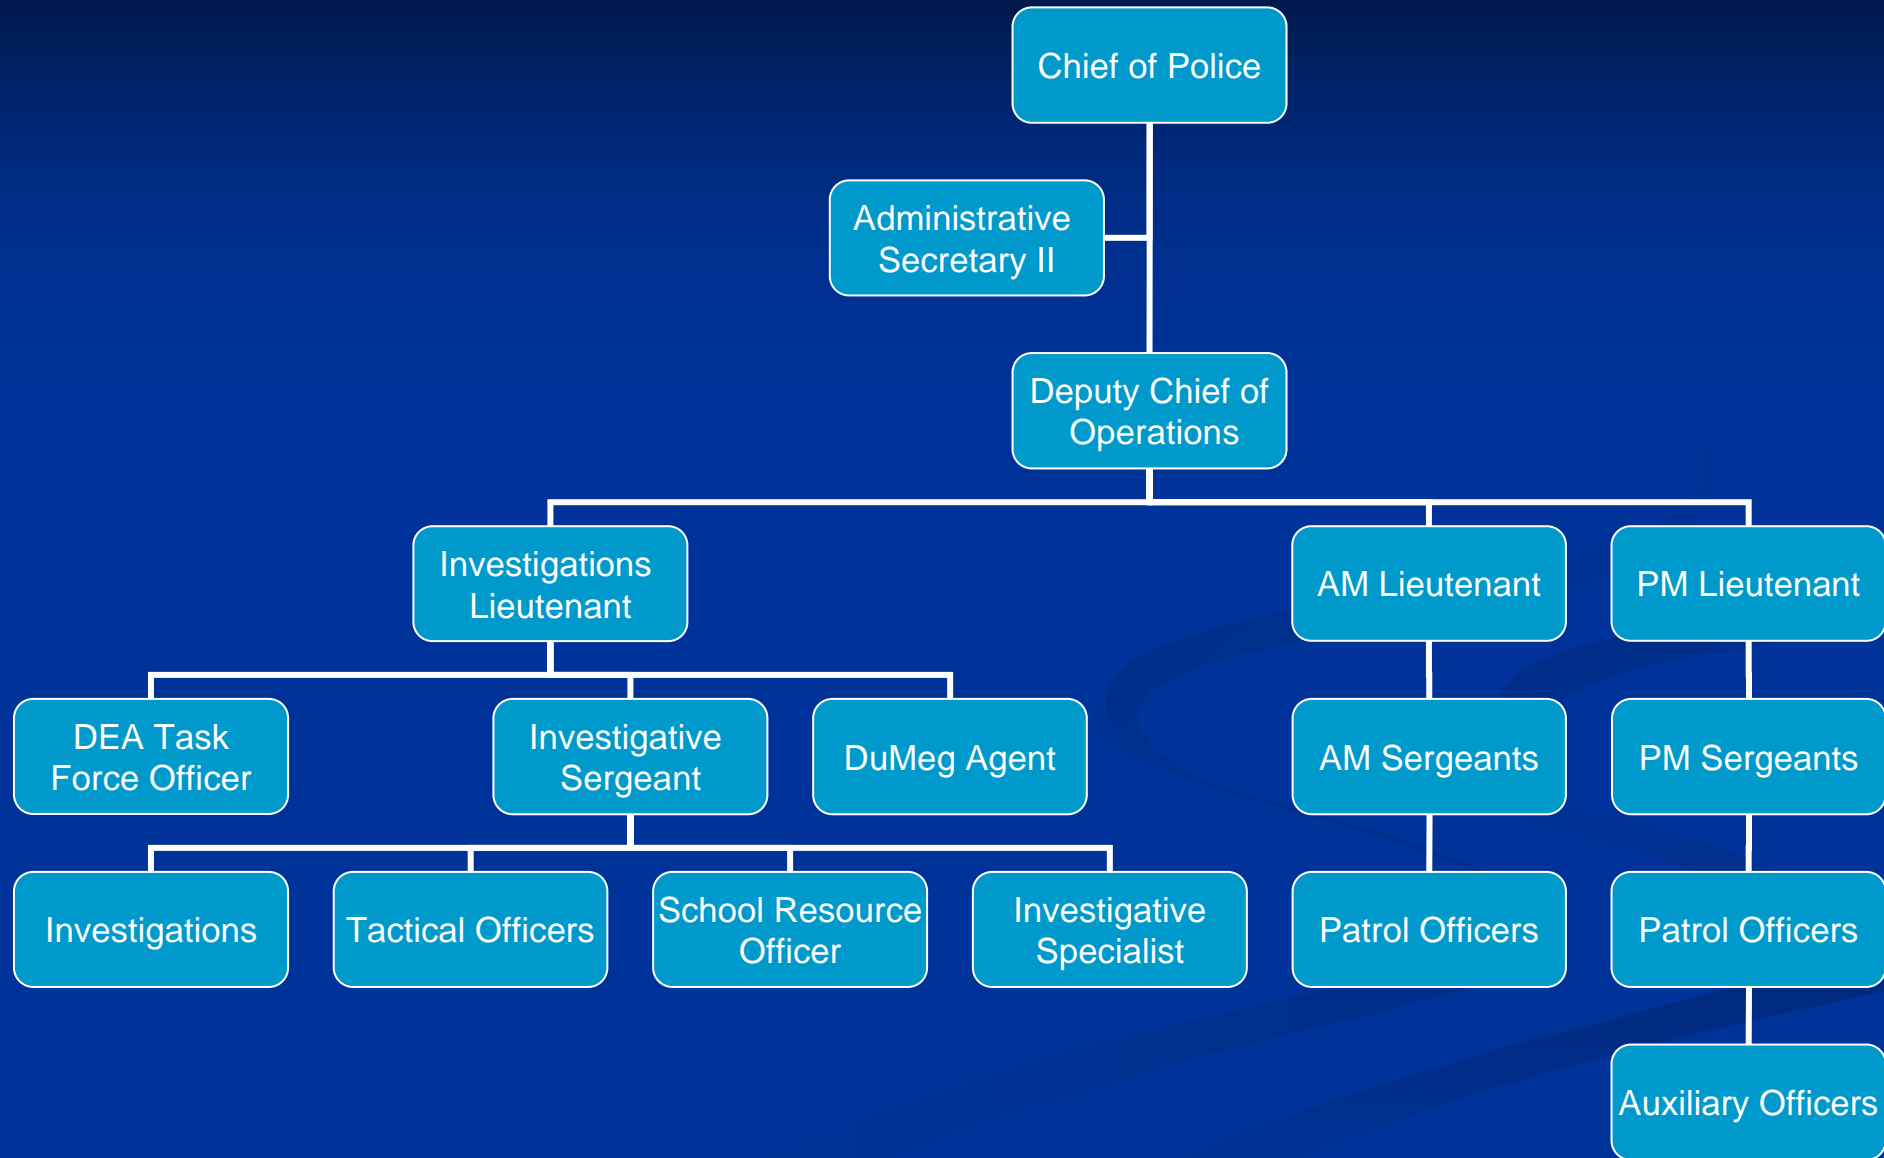 Chief of Police
Administrative
Secretary II
Deputy Chief of
Operations
Investigations
Lieutenant
AM Lieutenant
PM Lieutenant
DEA Task
Force Officer
Investigative
Sergeant
DuMeg Agent
AM Sergeants
PM Sergeants
Investigations
Tactical Officers
School Resource
Officer
Investigative
Specialist
Patrol Officers
Patrol Officers
Auxiliary Officers